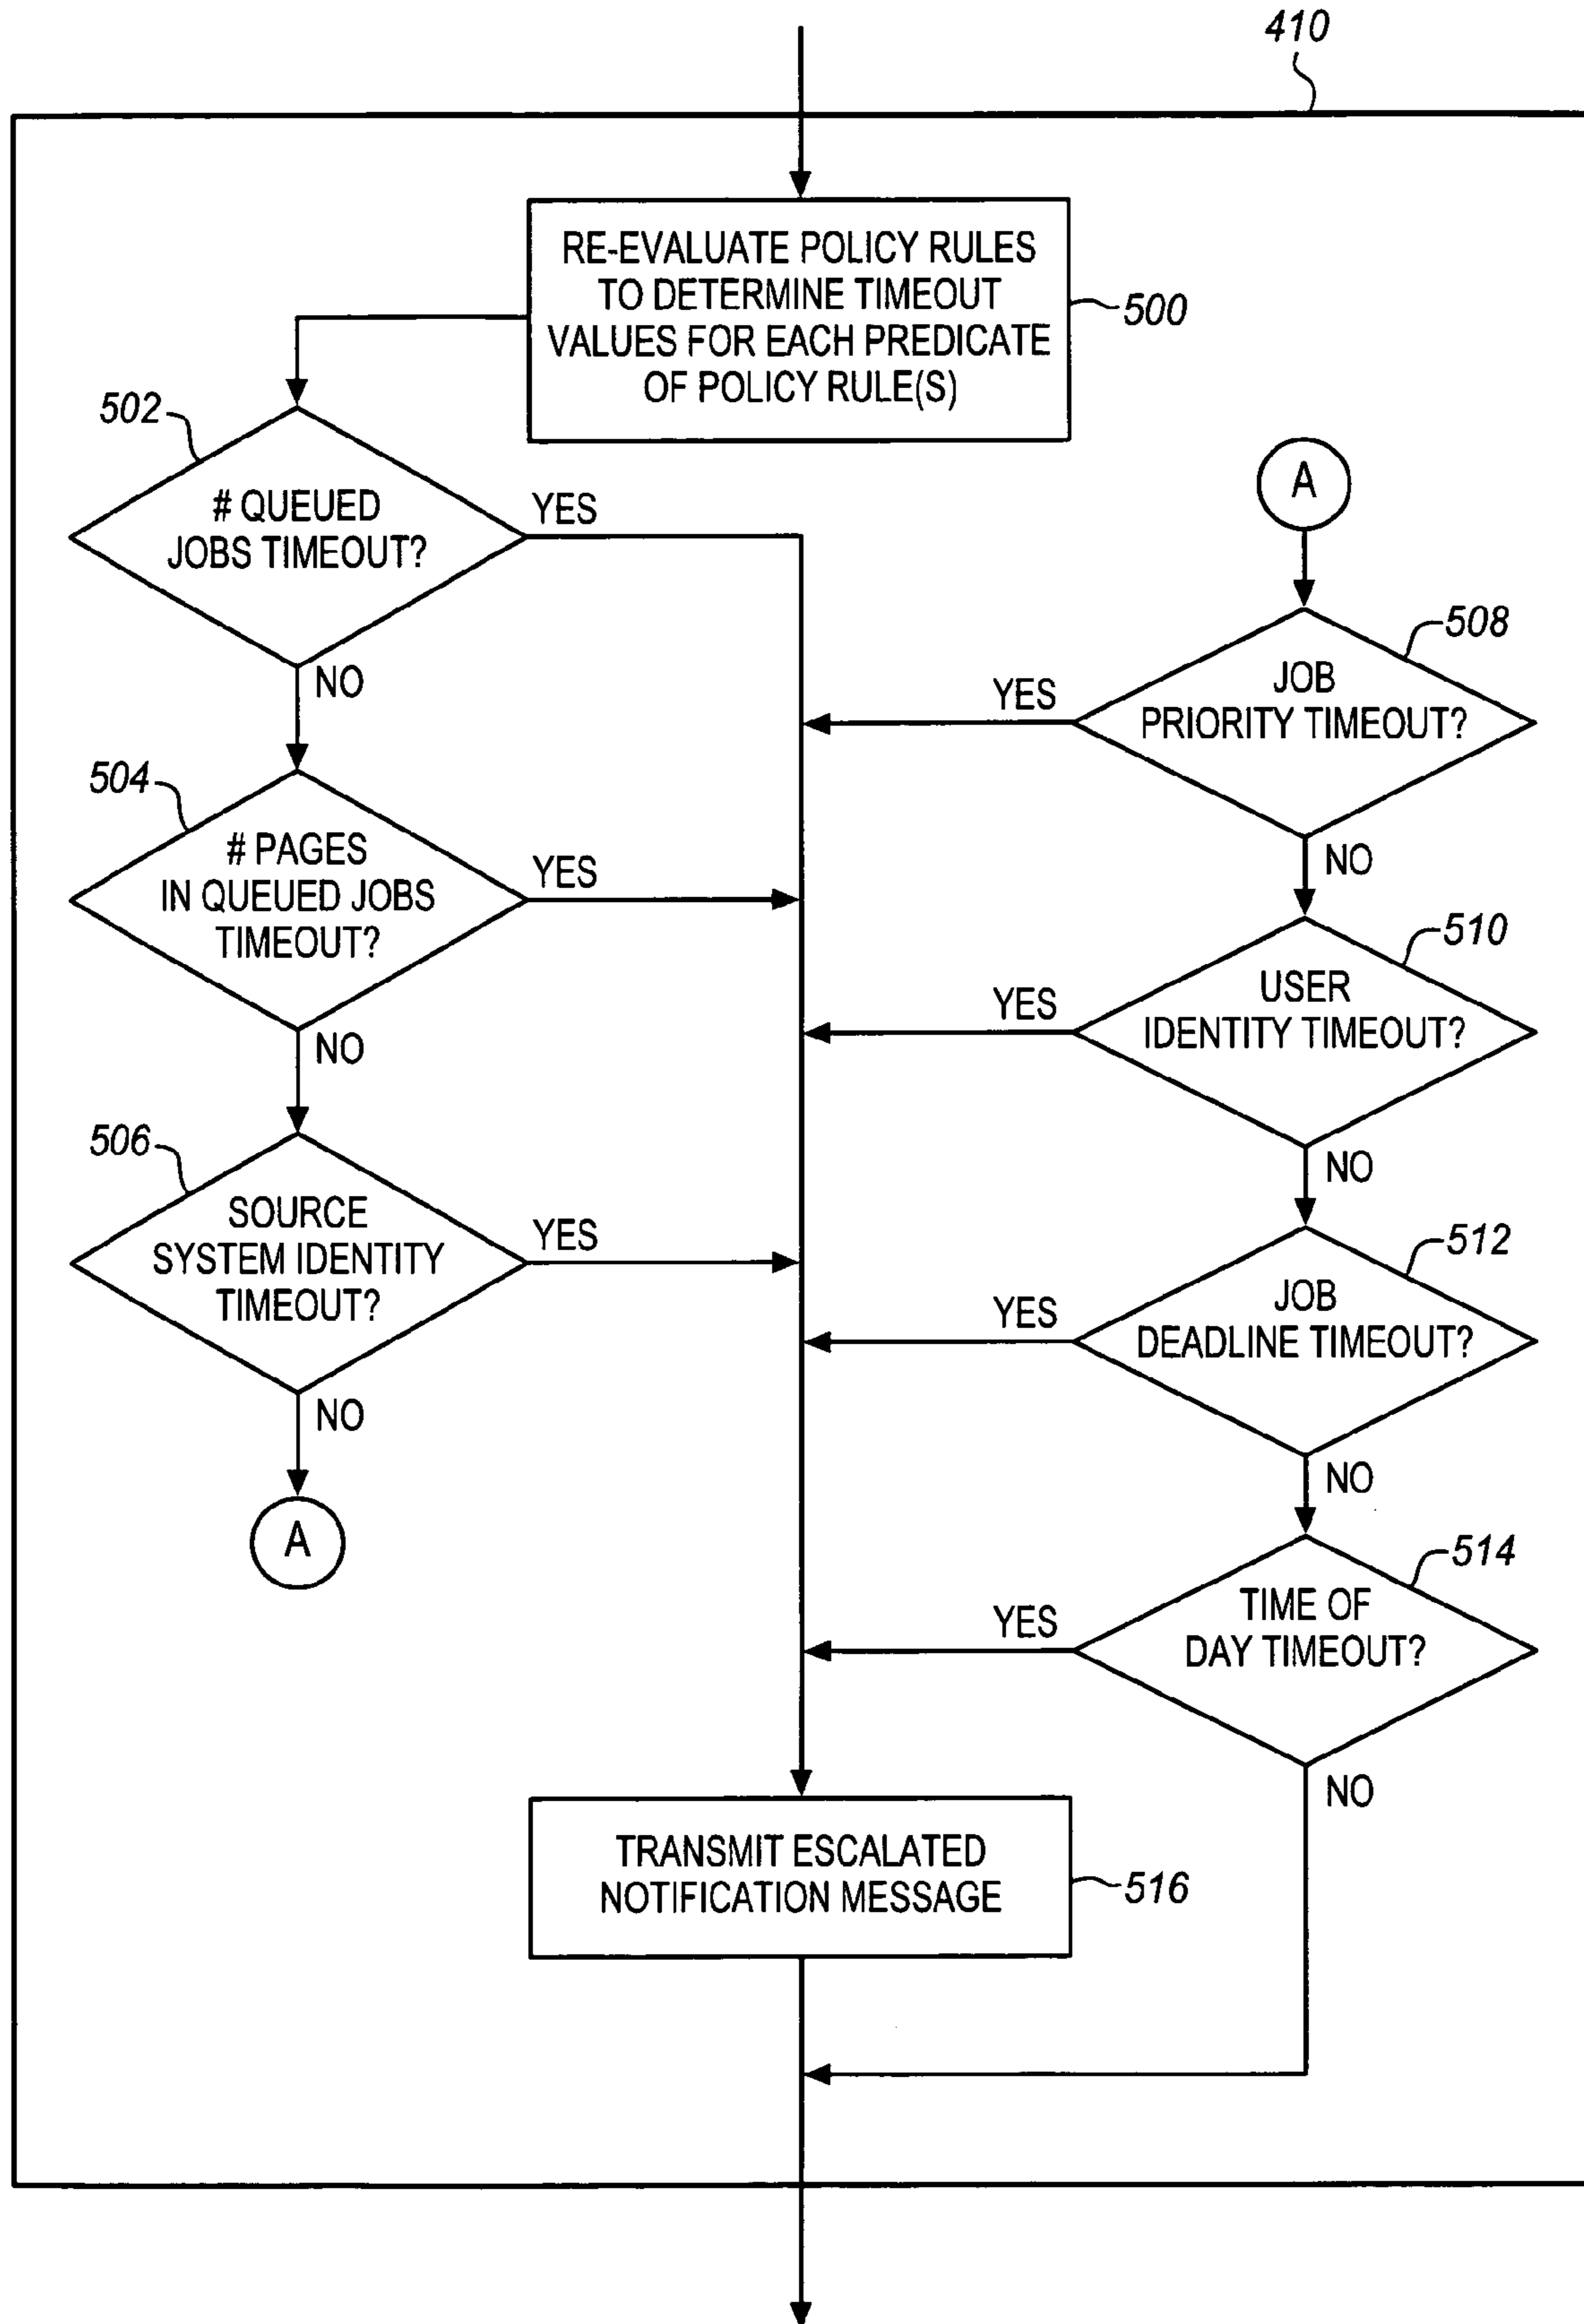 410
RE-EVALUATE POLICY RULES
TO DETERMINE TIMEOUT
VALUES FOR EACH PREDICATE
OF POLICY RULE(S)
500
502
# QUEUED
JOBS TIMEOUT?
YES
NO
504
# PAGES
IN QUEUED JOBS
TIMEOUT?
YES
NO
506
SOURCE
SYSTEM IDENTITY
TIMEOUT?
YES
NO
A
A
508
JOB
PRIORITY TIMEOUT?
YES
NO
510
USER
IDENTITY TIMEOUT?
YES
NO
512
JOB
DEADLINE TIMEOUT?
YES
NO
514
TIME OF
DAY TIMEOUT?
YES
NO
TRANSMIT ESCALATED
NOTIFICATION MESSAGE
516